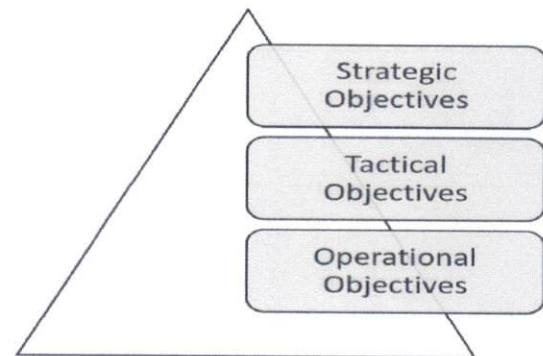 Strategic
Objectives
Tactical
Objectives
Operational
Objectives